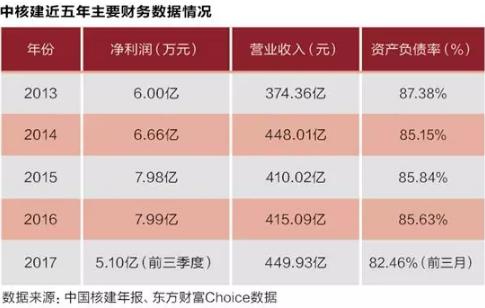 中核建近五年主要财务数据情况
年份 净利润（万元） 营业收入（元） 资产负债率（%）
2013 6.00亿 374.36亿 87.38%
2014 6.66亿 448.01亿 85.15%
2015 7.98亿 410.02亿 85.84%
2016 7.99亿 415.09亿 85.63%
2017 5.10亿（前三季度） 449.93亿 82.46%（前三月）
数据来源：中国核建年报、东方财富Choice数据